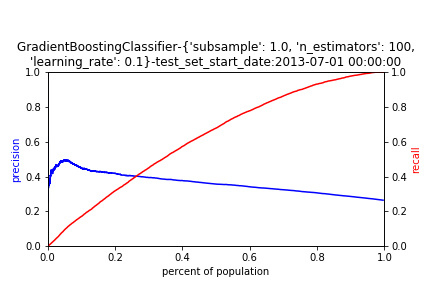 GradientBoostingClassifier-{'subsample': 1.0, 'n_estimators': 100,
'learning_rate': 0.1}-test_set_start_date:2013-07-01 00:00:00
1.0
0.8
0.6
0.4
0.2
0.0
precision
0.0 0.2 0.4 0.6 0.8 1.0
percent of population
1.0
0.8
0.6
0.4
0.2
0.0
recall